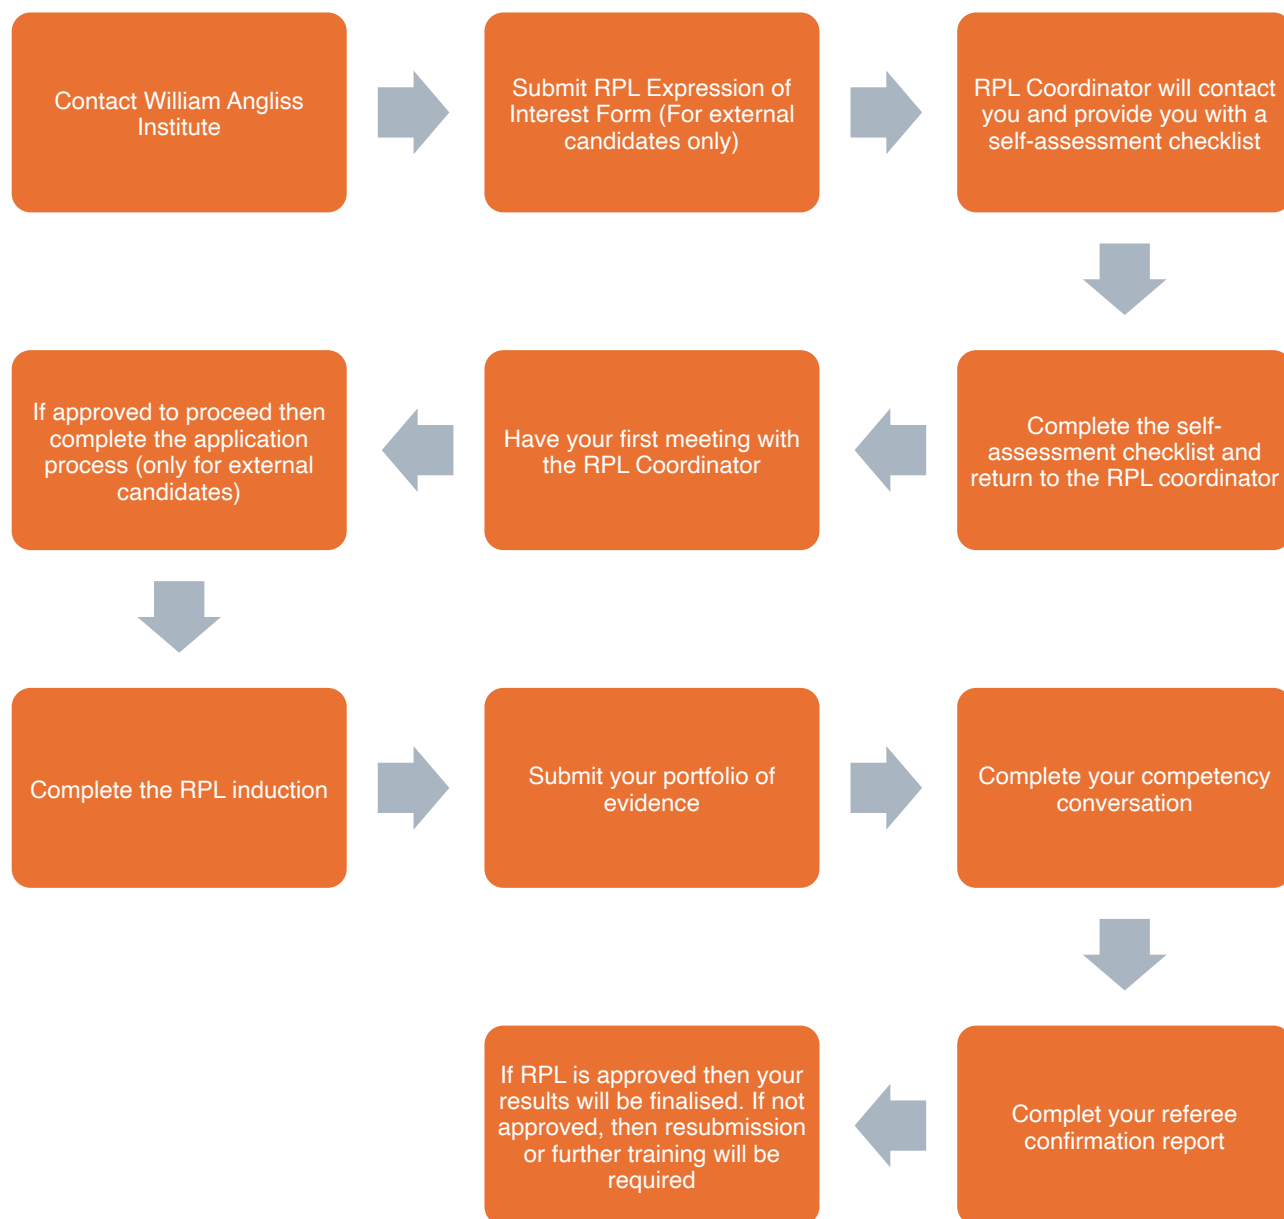 Contact William Angliss
Institute
Submit RPL Expression of
Interest Form (For external
candidates only)
RPL Coordinator will contact
you and provide you with a
self-assessment checklist
Complete the self-
assessment checklist and
return to the RPL coordinator
Have your first meeting with
the RPL Coordinator
If approved to proceed then
complete the application
process (only for external
candidates)
Complete the RPL induction
Submit your portfolio of
evidence
Complete your competency
conversation
Complet your referee
confirmation report
If RPL is approved then your
results will be finalised. If not
approved, then resubmission
or further training will be
required